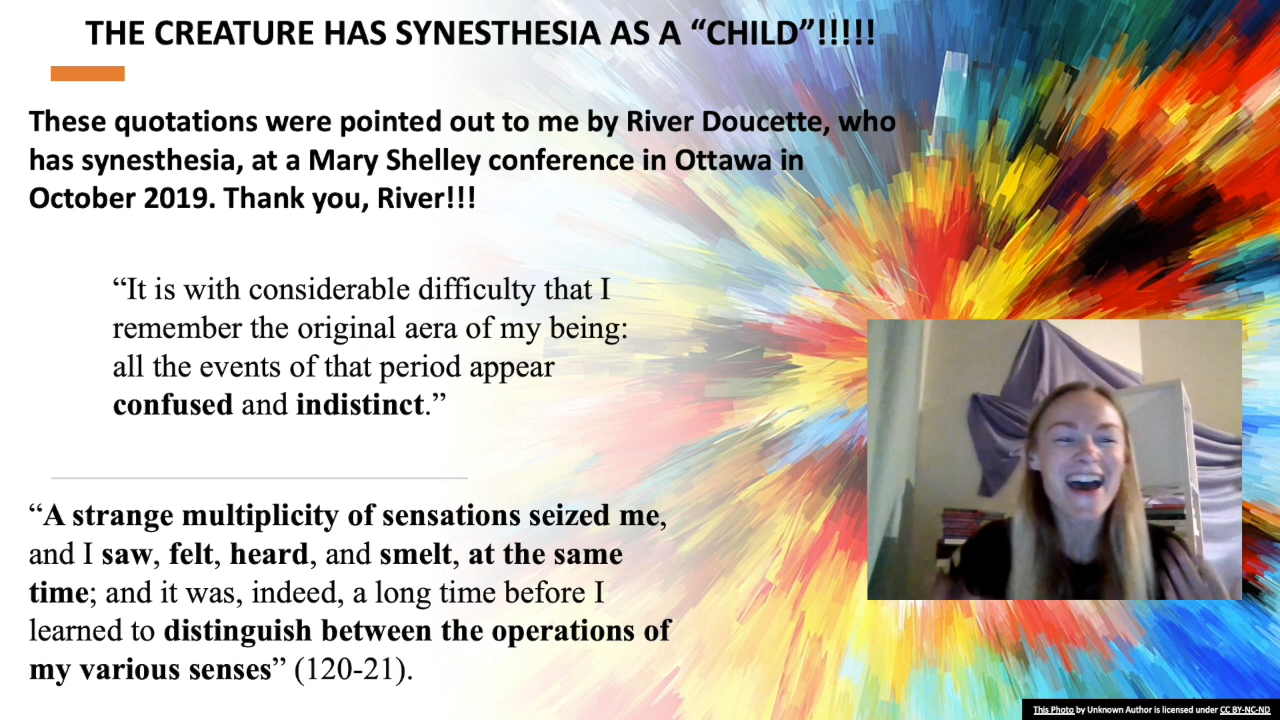 THE CREATURE HAS SYNESTHESIA AS A “CHILD”!!!!!
These quotations were pointed out to me by River Doucette, who
has synesthesia, at a Mary Shelley conference in Ottawa in
October 2019. Thank you, River!!!
“It is with considerable difficulty that I
remember the original aera of my being:
all the events of that period appear
confused and indistinct.”
“A strange multiplicity of sensations seized me,
and I saw, felt, heard, and smelt, at the same
time; and it was, indeed, a long time before I
learned to distinguish between the operations of
my various senses” (120-21).
This Photo by Unknown Author is licensed under CC BY-NC-ND